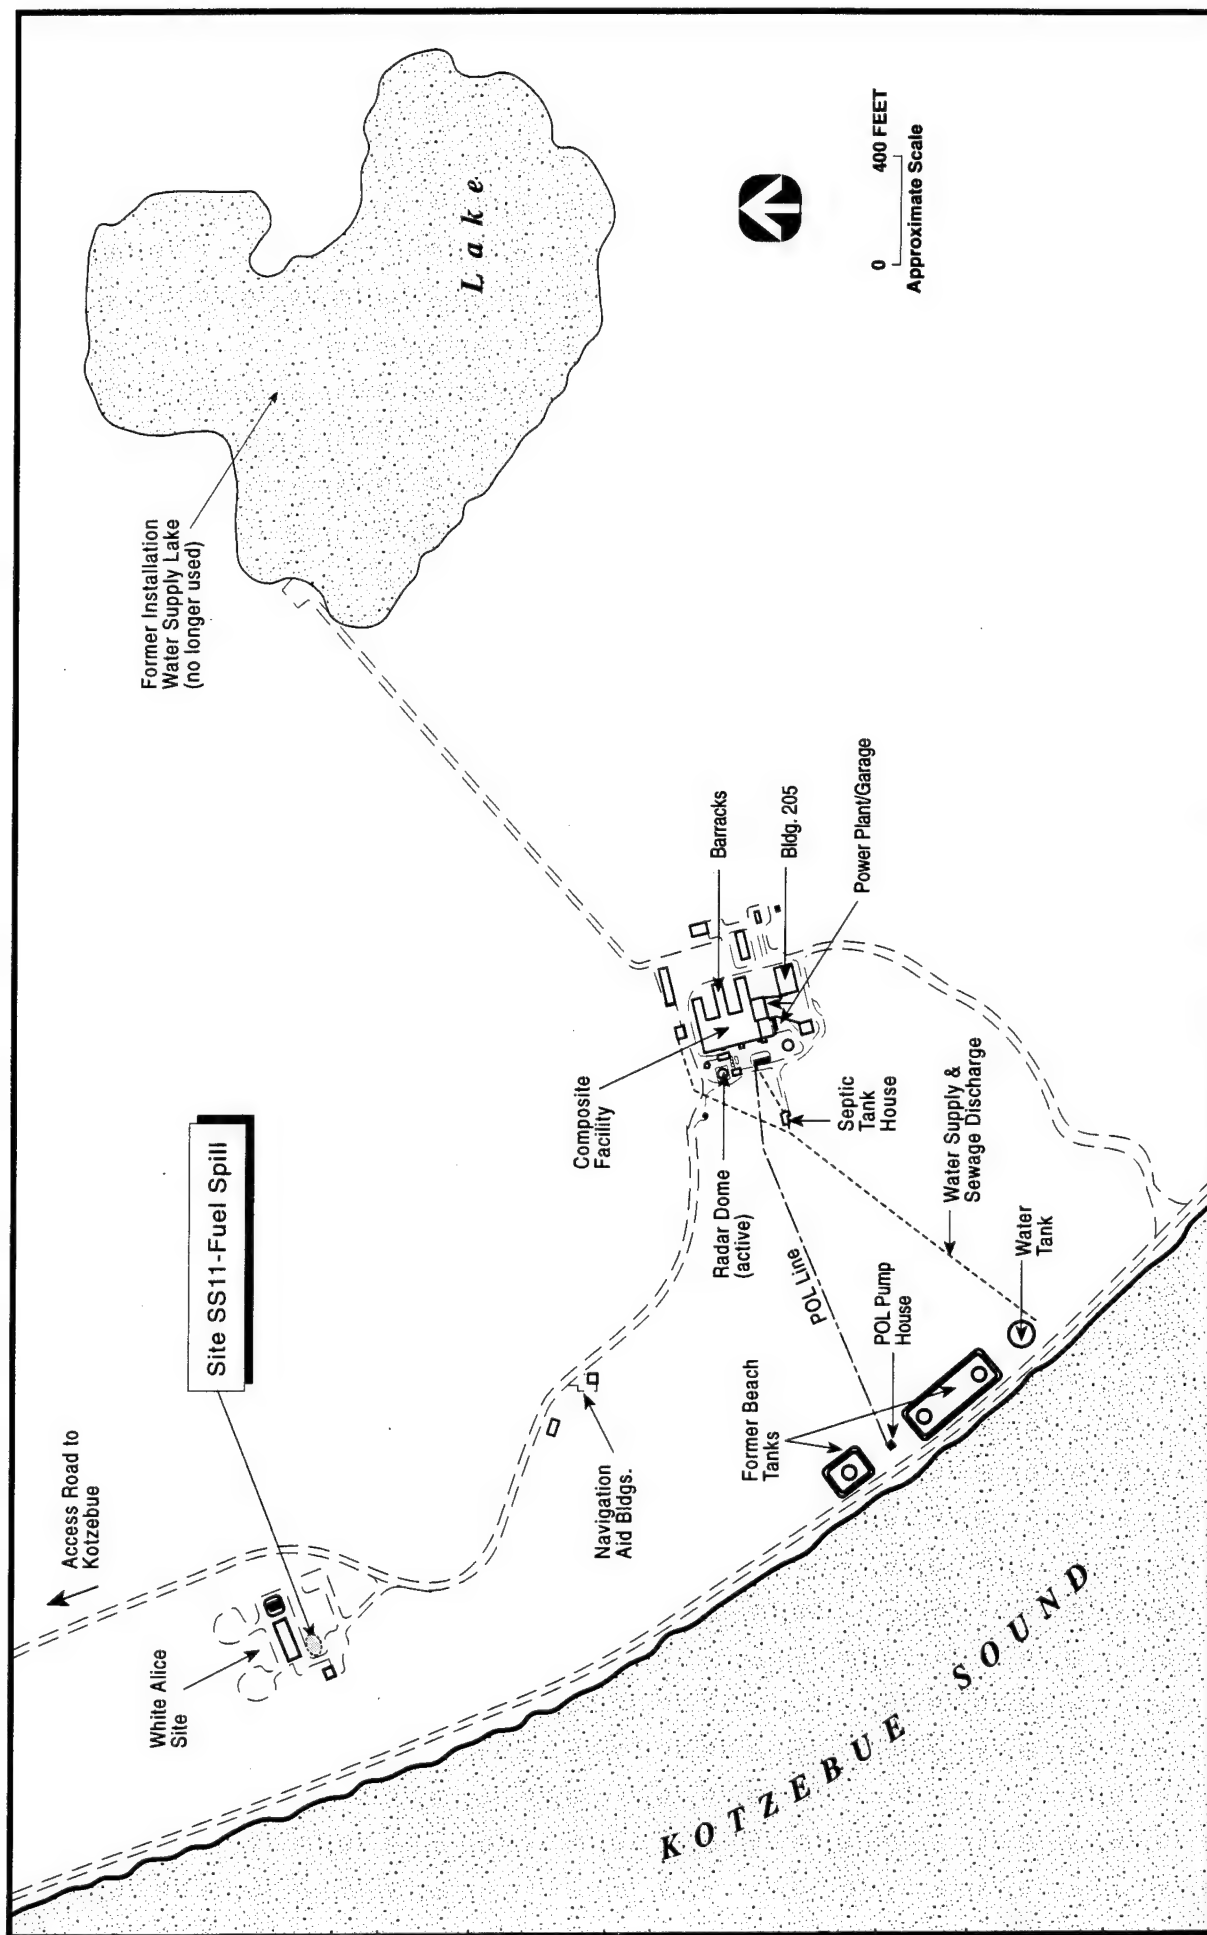 Access Road to
Kotzebue
White Alice
Site
Site SS11-Fuel Spill
Former Installation
Water Supply Lake
(no longer used)
Lake
Navigation
Aid Bldgs.
Composite
Facility
Barracks
Bldg. 205
Power Plant/Garage
Radar Dome
(active)
Septic
Tank
House
POL Line
POL Pump
House
Former Beach
Tanks
Water Supply &
Sewage Discharge
Water
Tank
KOTZEBUE SOUND
0 400 FEET
Approximate Scale